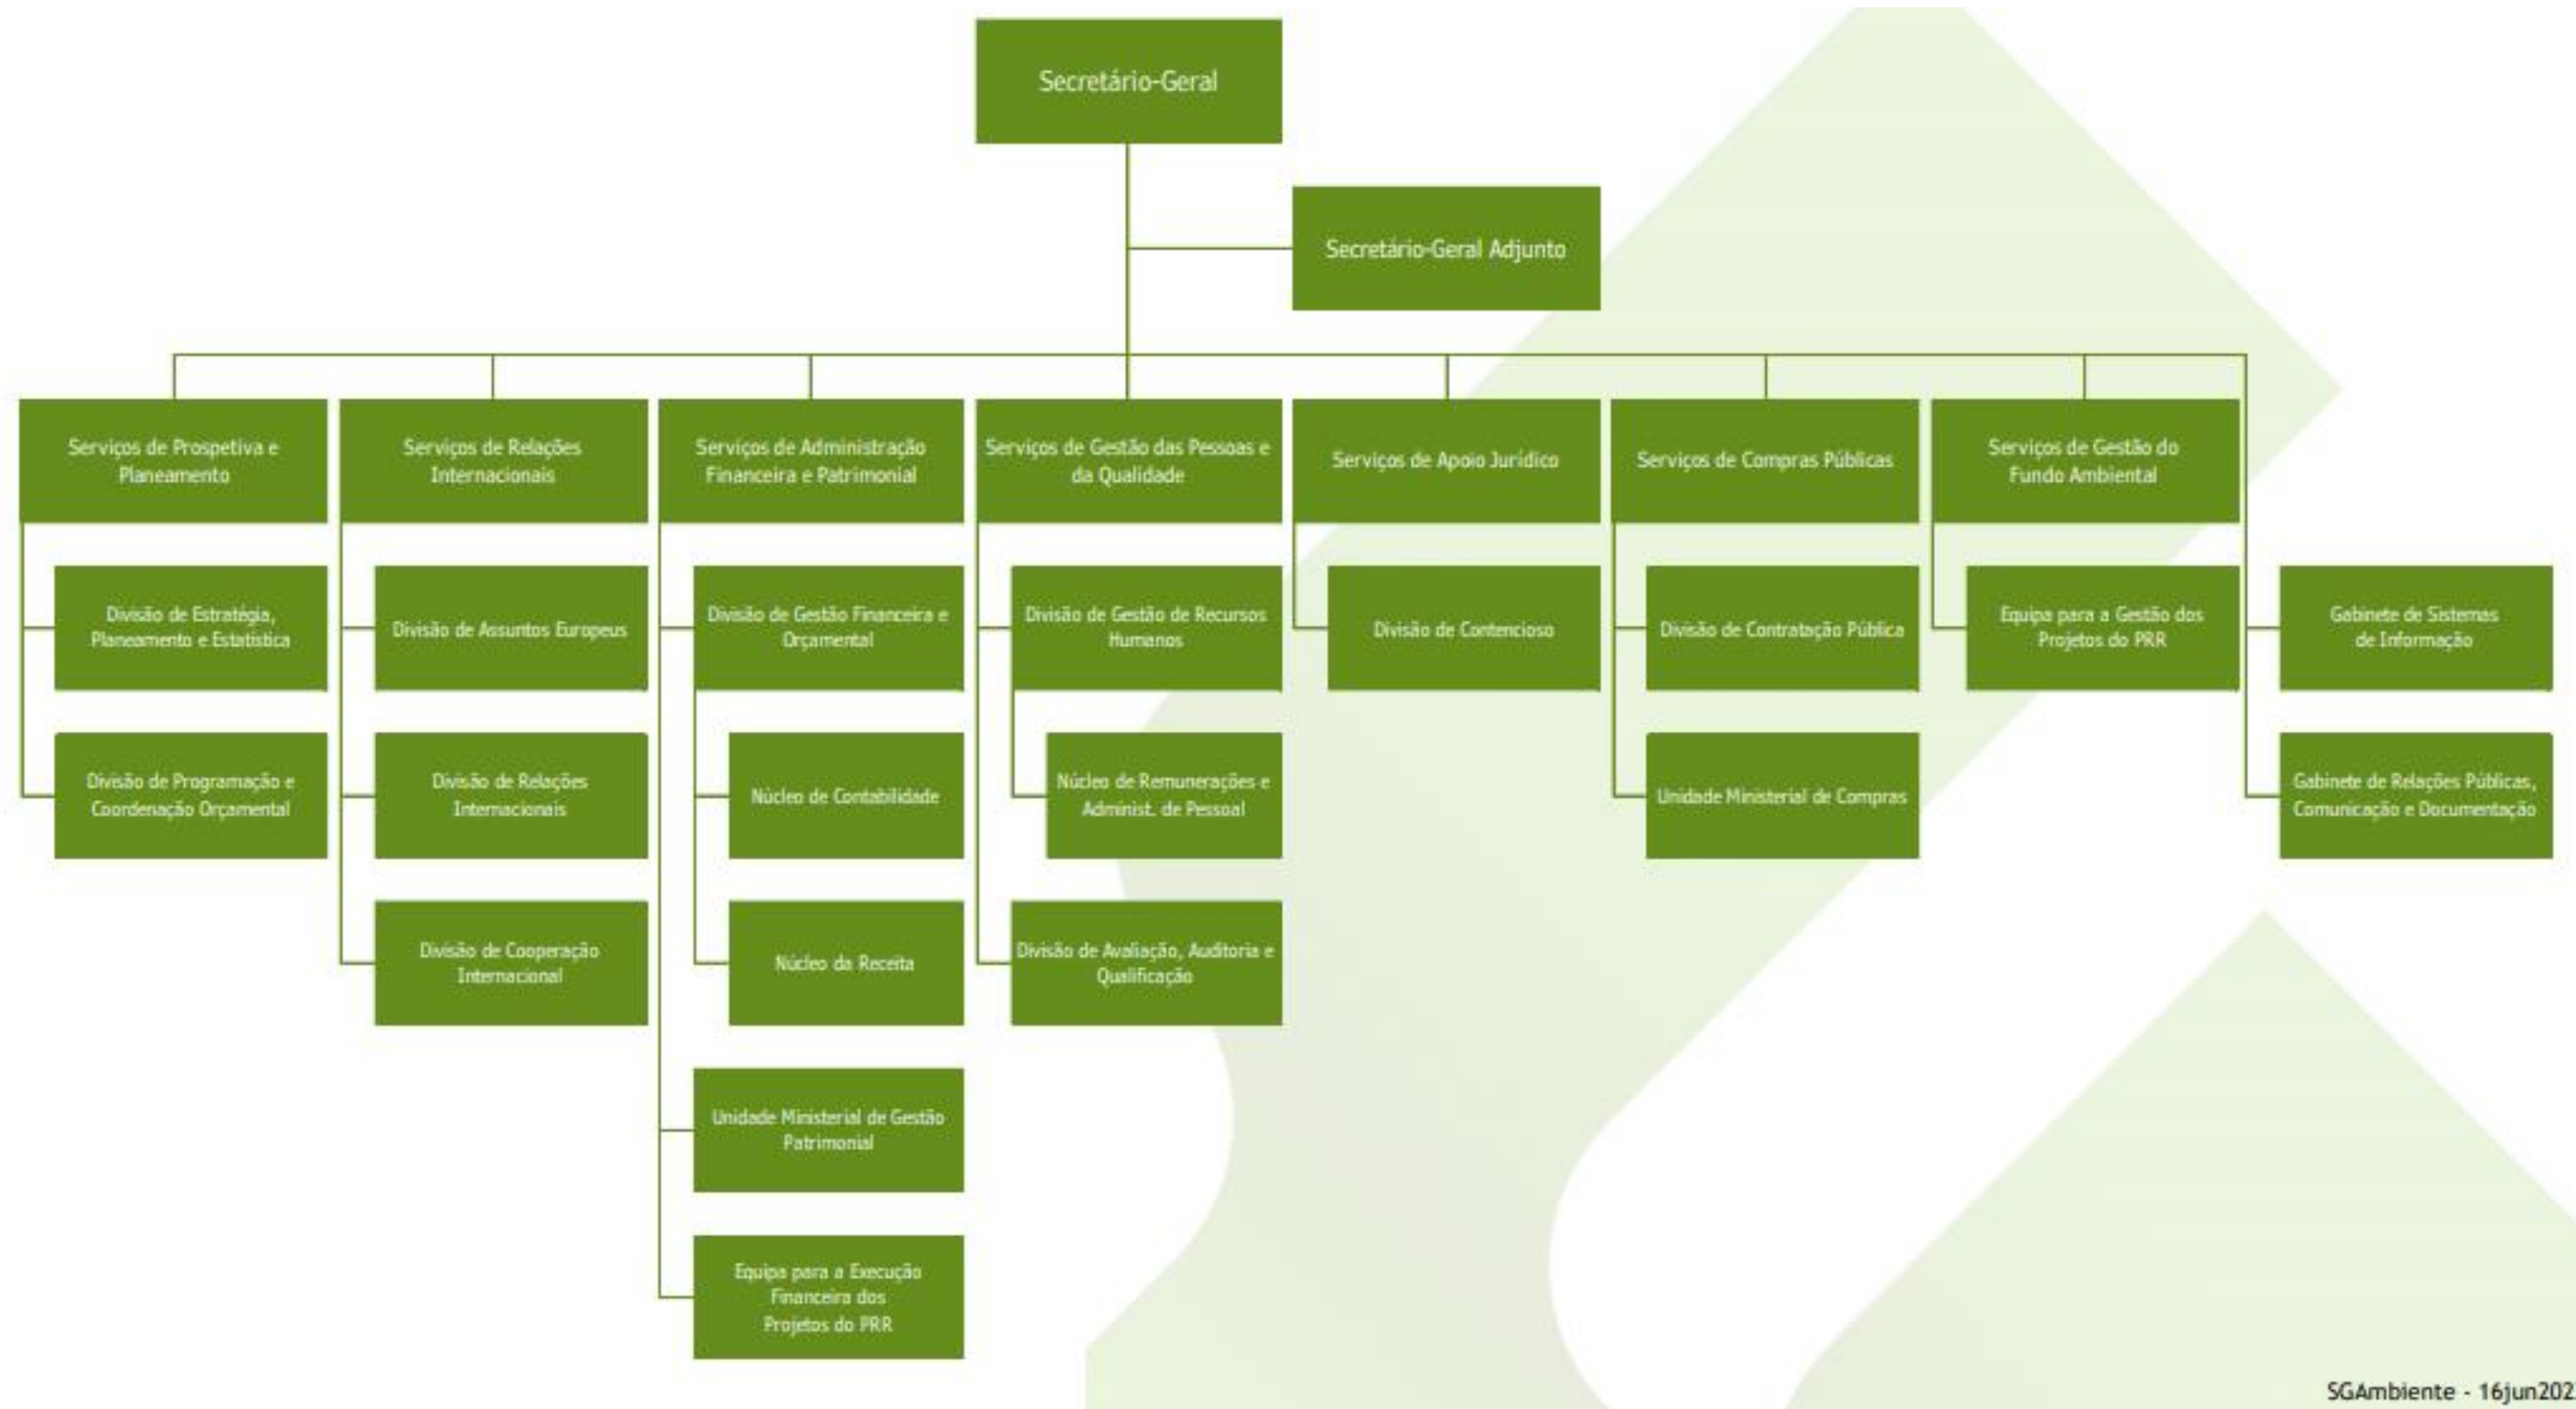 Secretário-Geral
Secretário-Geral Adjunto
Serviços de Prospetiva e
Planeamento
Serviços de Relações
Internacionais
Serviços de Administração
Financeira e Patrimonial
Serviços de Gestão das Pessoas e
da Qualidade
Serviços de Apoio Jurídico
Serviços de Compras Públicas
Serviços de Gestão do
Fundo Ambiental
Divisão de Estratégia,
Planeamento e Estatística
Divisão de Assuntos Europeus
Divisão de Gestão Financeira e
Orçamental
Divisão de Gestão de Recursos
Humanos
Divisão de Contencioso
Divisão de Contratação Pública
Equipa para a Gestão dos
Projetos do PRR
Gabinete de Sistemas
de Informação
Divisão de Programação e
Coordenação Orçamental
Divisão de Relações
Internacionais
Núcleo de Contabilidade
Núcleo de Remunerações e
Administ. de Pessoal
Unidade Ministerial de Compras
Gabinete de Relações Públicas,
Comunicação e Documentação
Divisão de Cooperação
Internacional
Núcleo da Receita
Divisão de Avaliação, Auditoria e
Qualificação
Unidade Ministerial de Gestão
Patrimonial
Equipa para a Execução
Financeira dos
Projetos do PRR
SGAmbiente - 16jun202